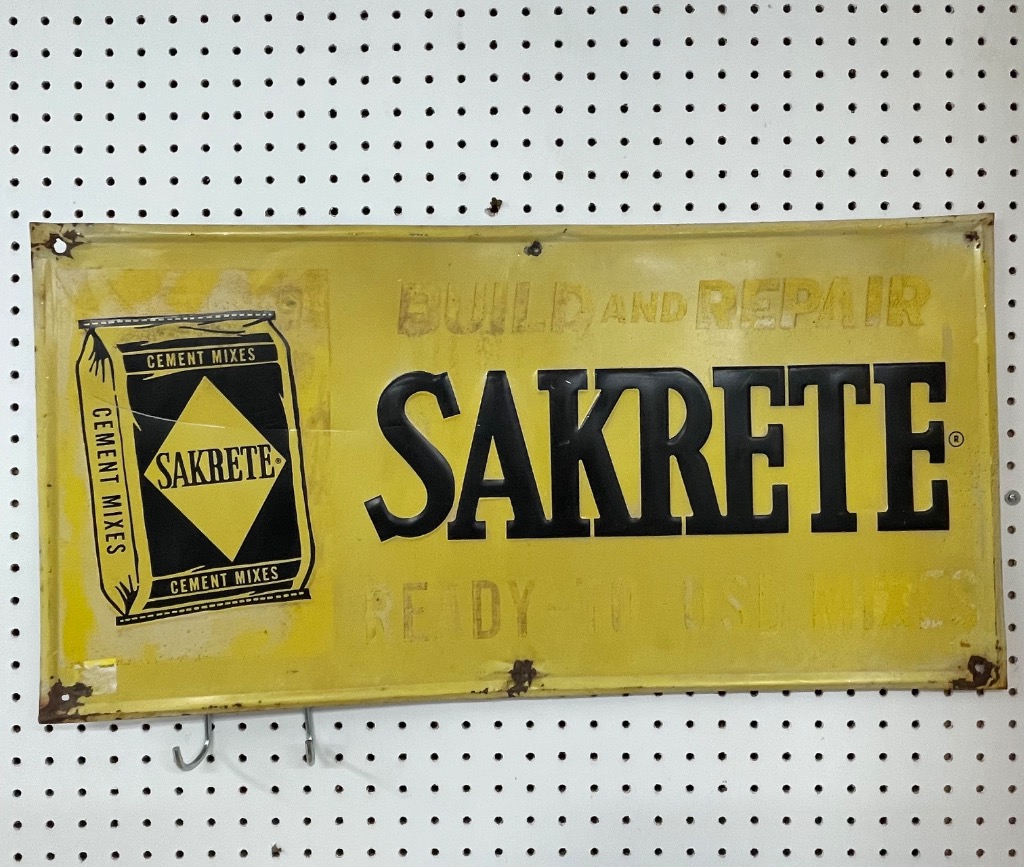 BUILD AND REPAIR
SAKRETE®
READY-TO-USE MIXES
CEMENT MIXES
CEMENT MIXES
SAKRETE®
CEMENT MIXES